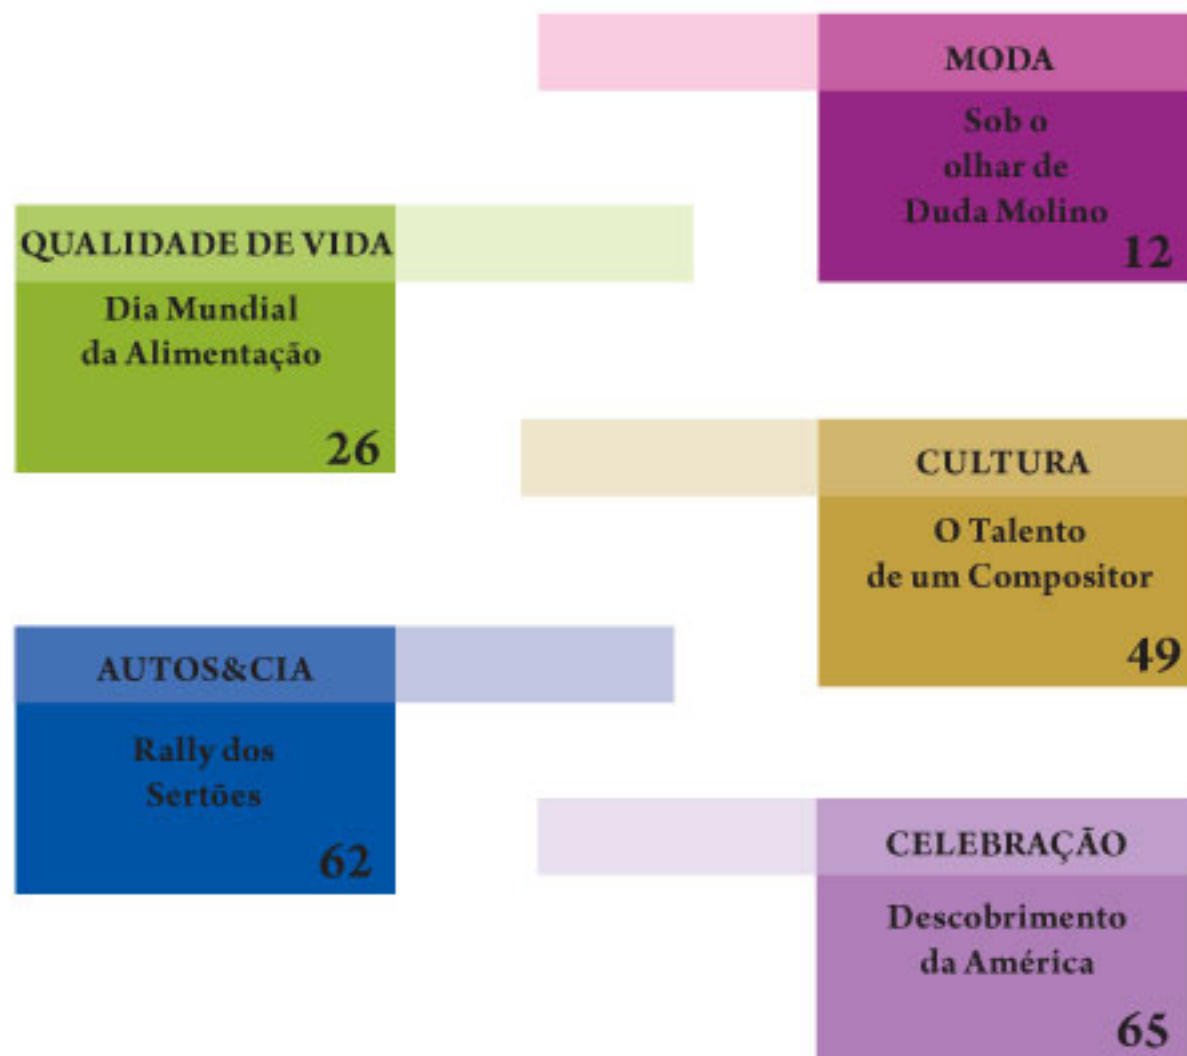 MODA
Sob o
olhar de
Duda Molino
12
QUALIDADE DE VIDA
Dia Mundial
da Alimentação
26
CULTURA
O Talento
de um Compositor
49
AUTOS&CIA
Rally dos
Sertões
62
CELEBRAÇÃO
Descobrimento
da América
65